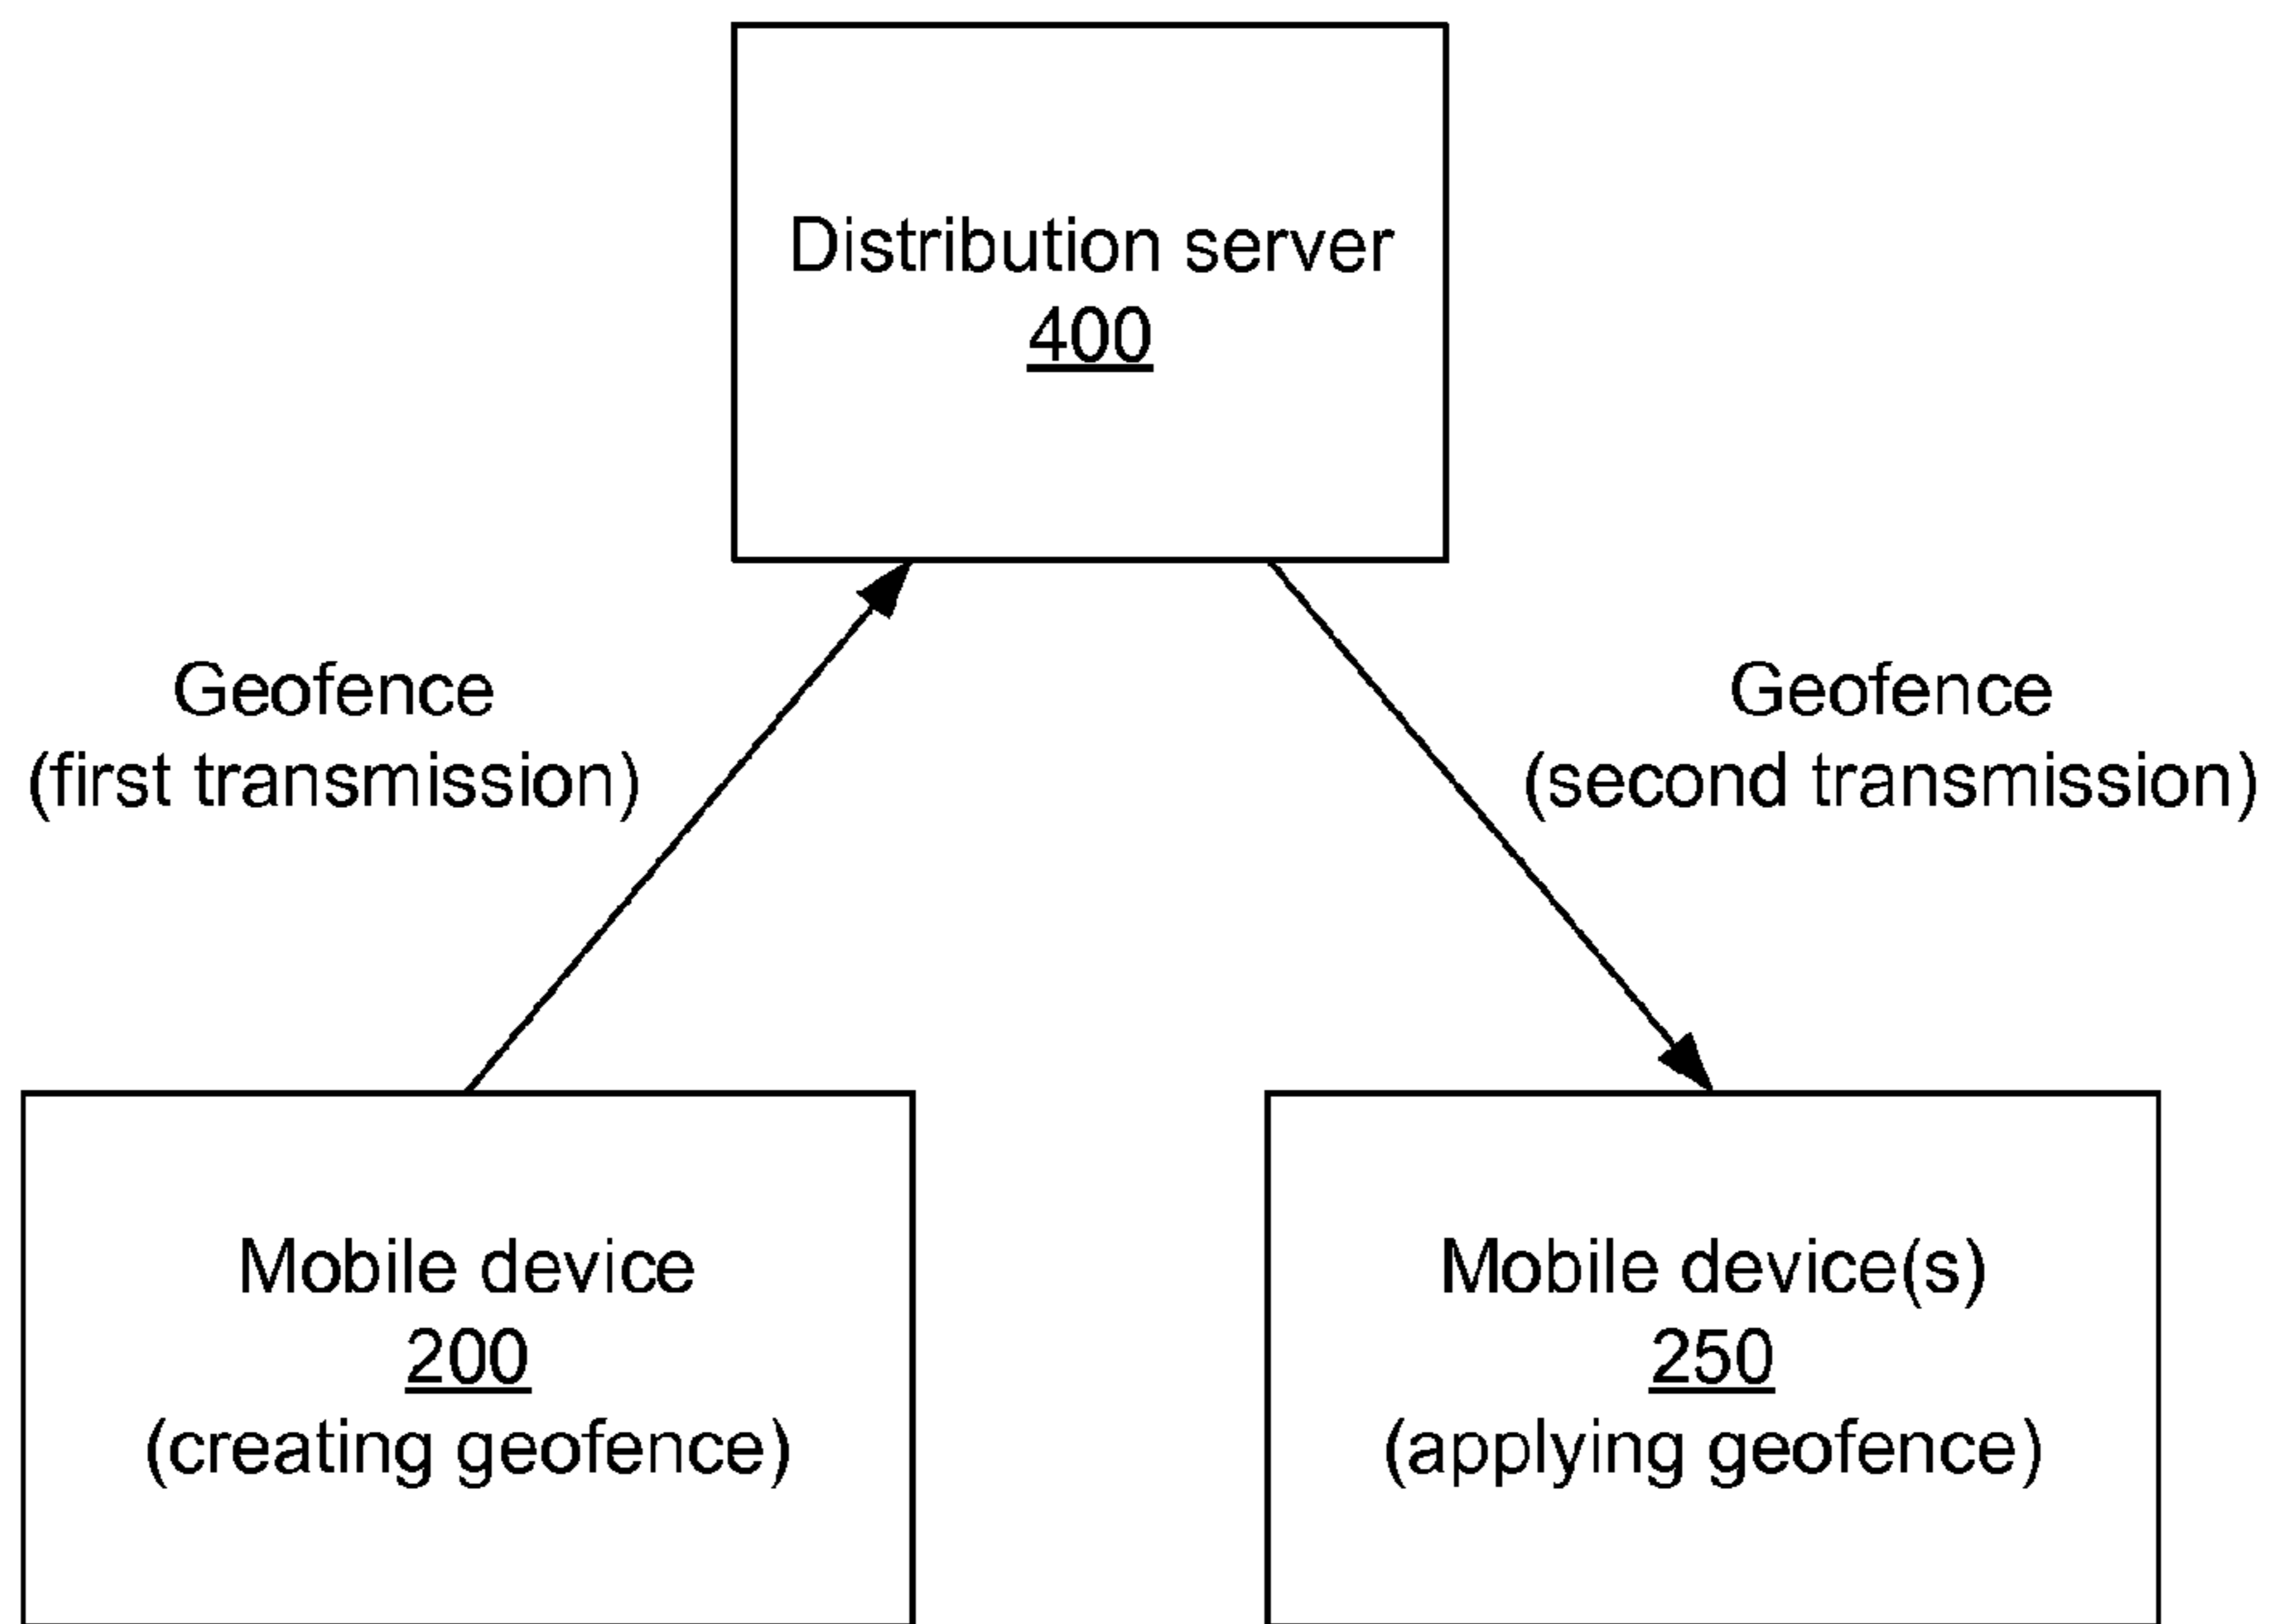 Distribution server
400
Geofence
(first transmission)
Geofence
(second transmission)
Mobile device
200
(creating geofence)
Mobile device(s)
250
(applying geofence)